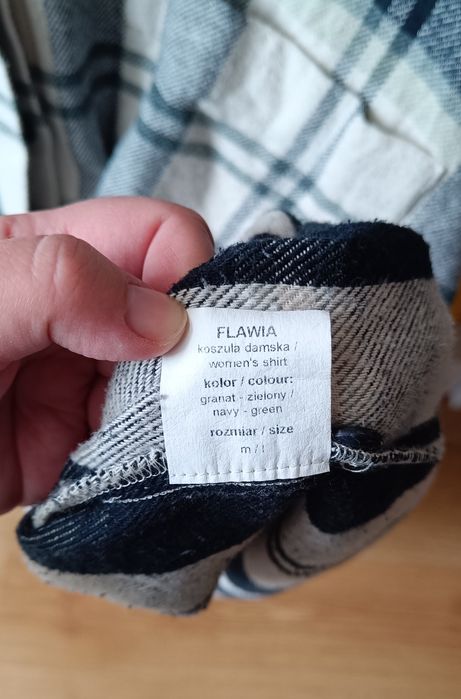 FLAWIA
koszula damska /
women's shirt
kolor / colour:
granat - zielony /
navy - green
rozmiar / size
m / l